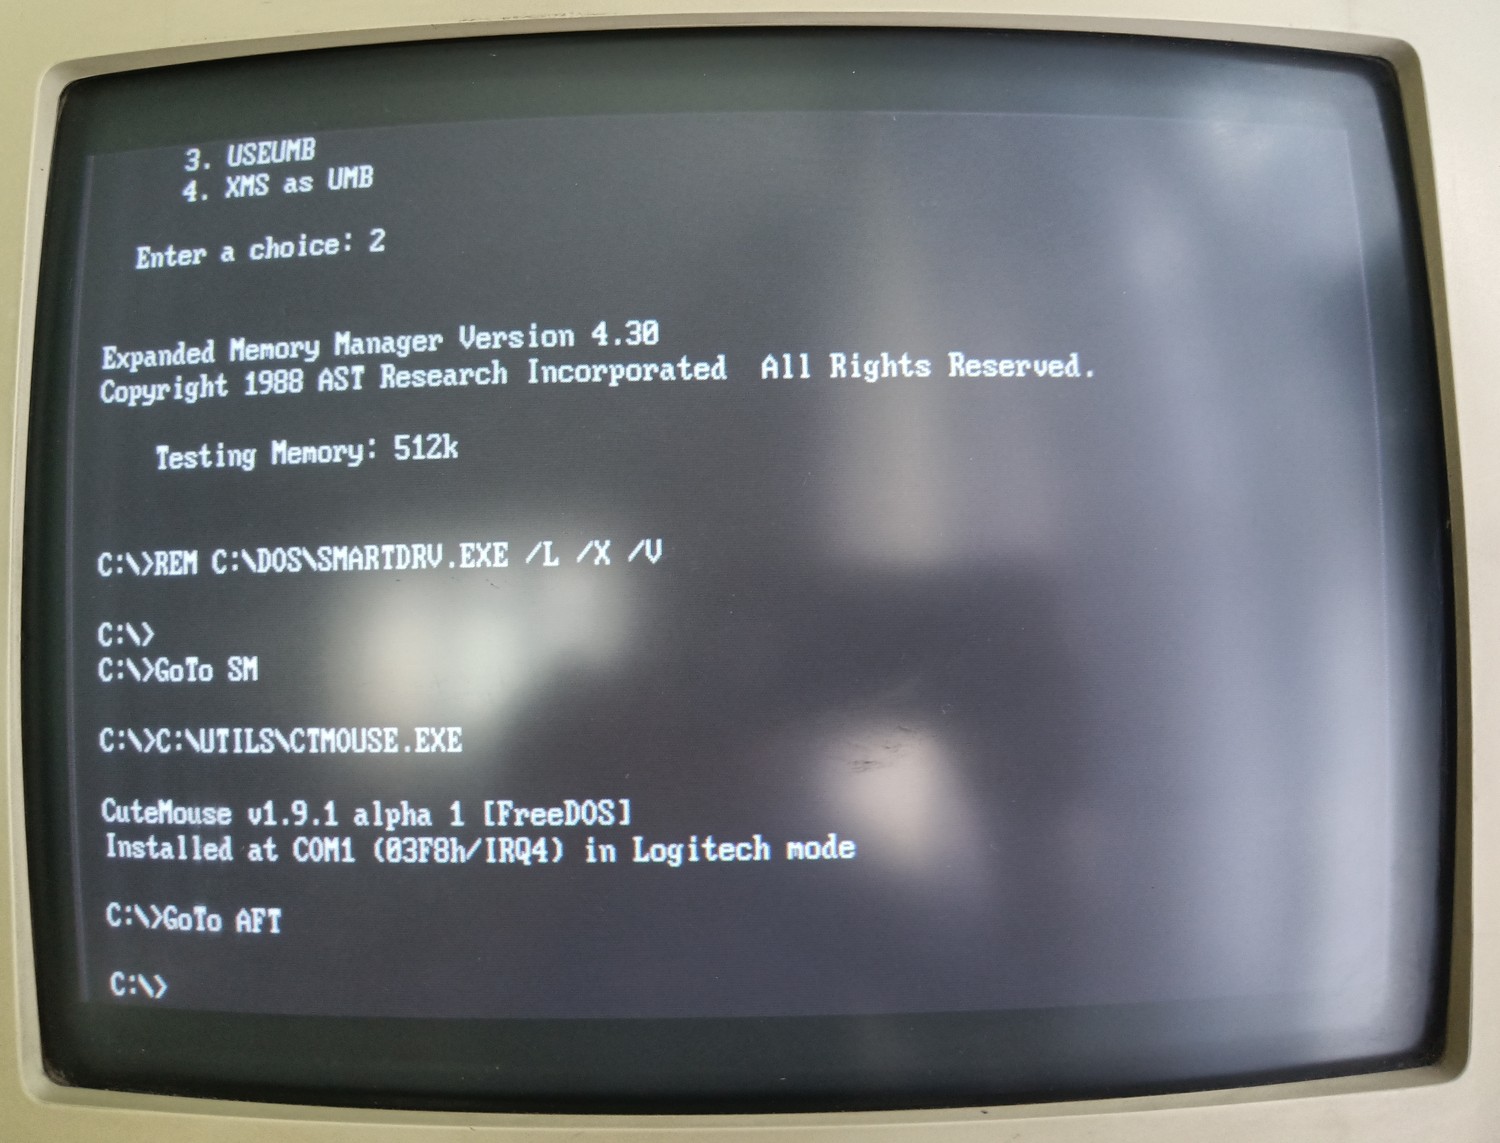 3. USEUMB
4. XMS as UMB
Enter a choice: 2
Expanded Memory Manager Version 4.30
Copyright 1988 AST Research Incorporated  All Rights Reserved.
Testing Memory: 512k
C:\>REM C:\DOS\SMARTDRV.EXE /L /X /V
C:\>
C:\>GoTo SM
C:\>C:\UTILS\CTMOUSE.EXE
CuteMouse v1.9.1 alpha 1 [FreeDOS]
Installed at COM1 (03F8h/IRQ4) in Logitech mode
C:\>GoTo AFT
C:\>